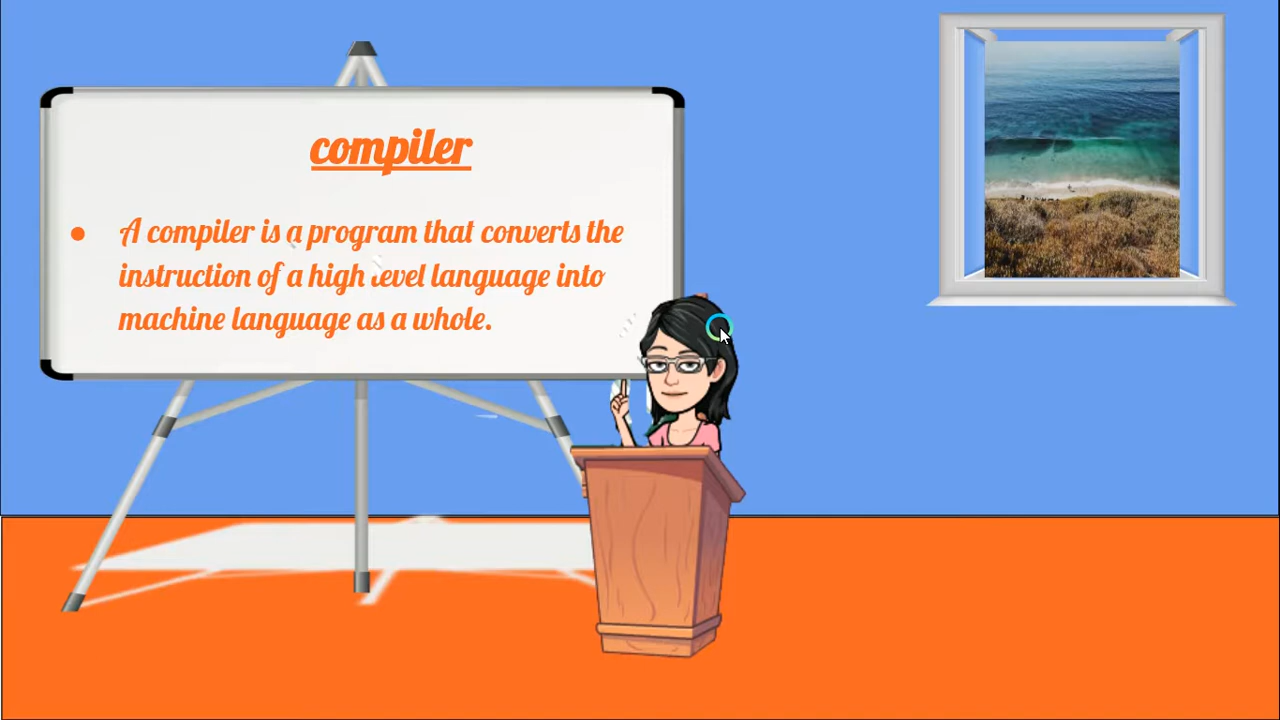 compiler
● A compiler is a program that converts the
instruction of a high level language into
machine language as a whole.